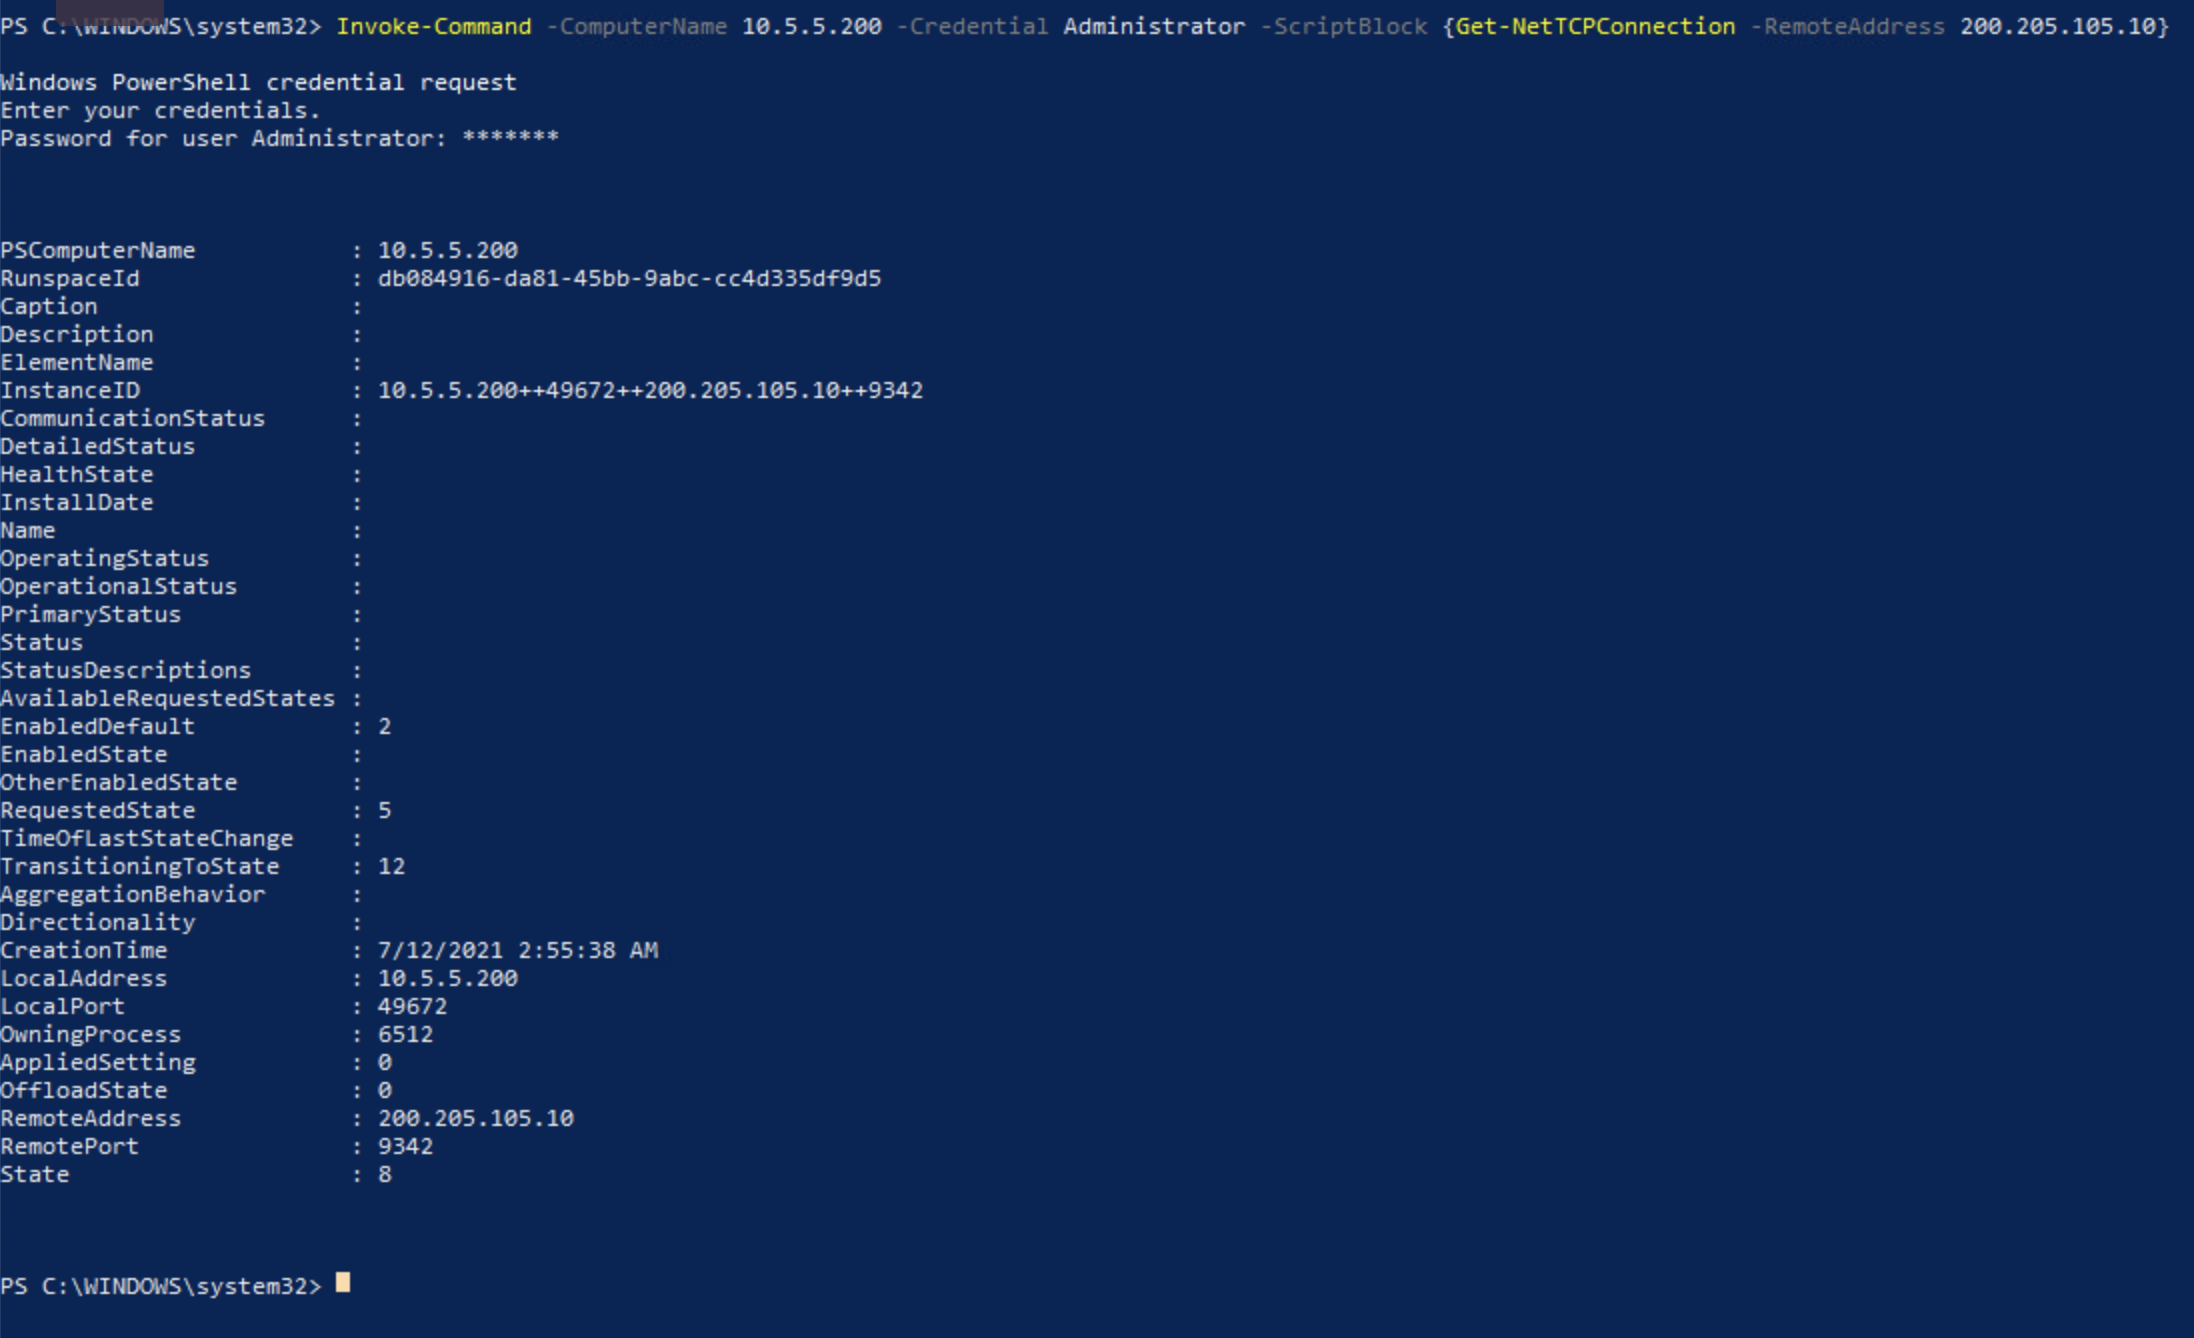 PS C:\WINDOWS\system32> Invoke-Command -ComputerName 10.5.5.200 -Credential Administrator -ScriptBlock {Get-NetTCPConnection -RemoteAddress 200.205.105.10}
Windows PowerShell credential request
Enter your credentials.
Password for user Administrator: *******
PSComputerName : 10.5.5.200
RunspaceId : db084916-da81-45bb-9abc-cc4d335df9d5
Caption :
Description :
ElementName :
InstanceID : 10.5.5.200++49672++200.205.105.10++9342
CommunicationStatus :
DetailedStatus :
HealthState :
InstallDate :
Name :
OperatingStatus :
OperationalStatus :
PrimaryStatus :
Status :
StatusDescriptions :
AvailableRequestedStates :
EnabledDefault : 2
EnabledState :
OtherEnabledState :
RequestedState : 5
TimeOfLastStateChange :
TransitioningToState : 12
AggregationBehavior :
Directionality :
CreationTime : 7/12/2021 2:55:38 AM
LocalAddress : 10.5.5.200
LocalPort : 49672
OwningProcess : 6512
AppliedSetting : 0
OffloadState : 0
RemoteAddress : 200.205.105.10
RemotePort : 9342
State : 8
PS C:\WINDOWS\system32>